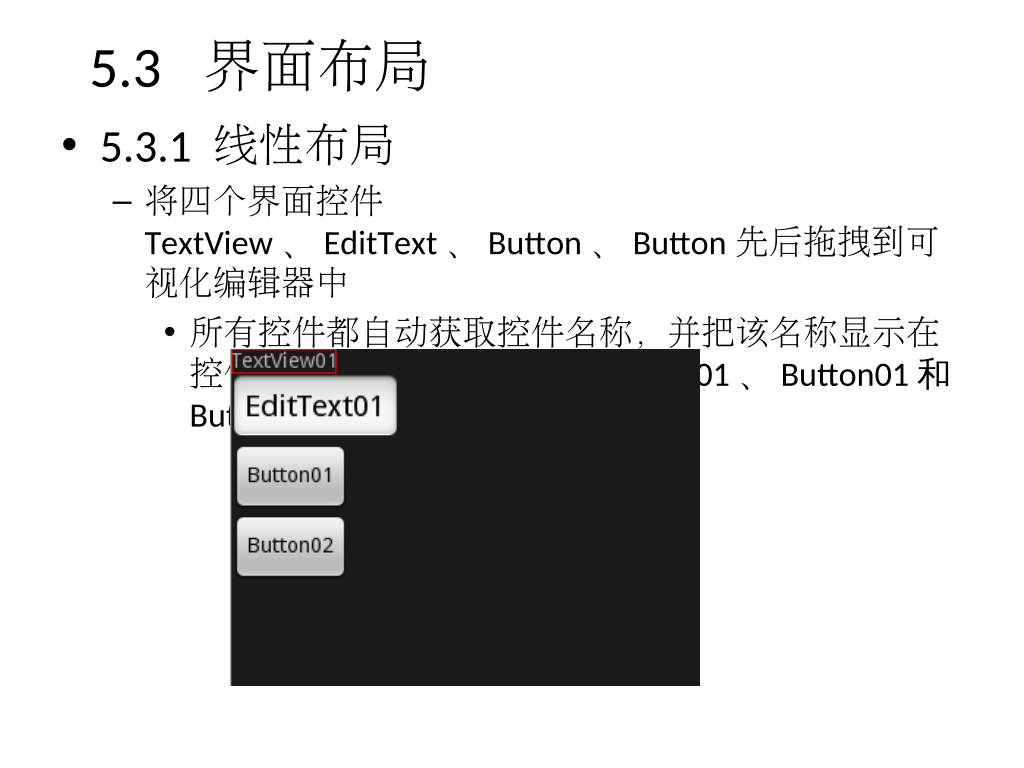 5.3 界面布局
• 5.3.1 线性布局
– 将四个界面控件
TextView 、 EditText 、 Button 、 Button 先后拖拽到可
视化编辑器中
• 所有控件都自动获取控件名称，并把该名称显示在
控 01 、 Button01 和
But
TextView01
EditText01
Button01
Button02